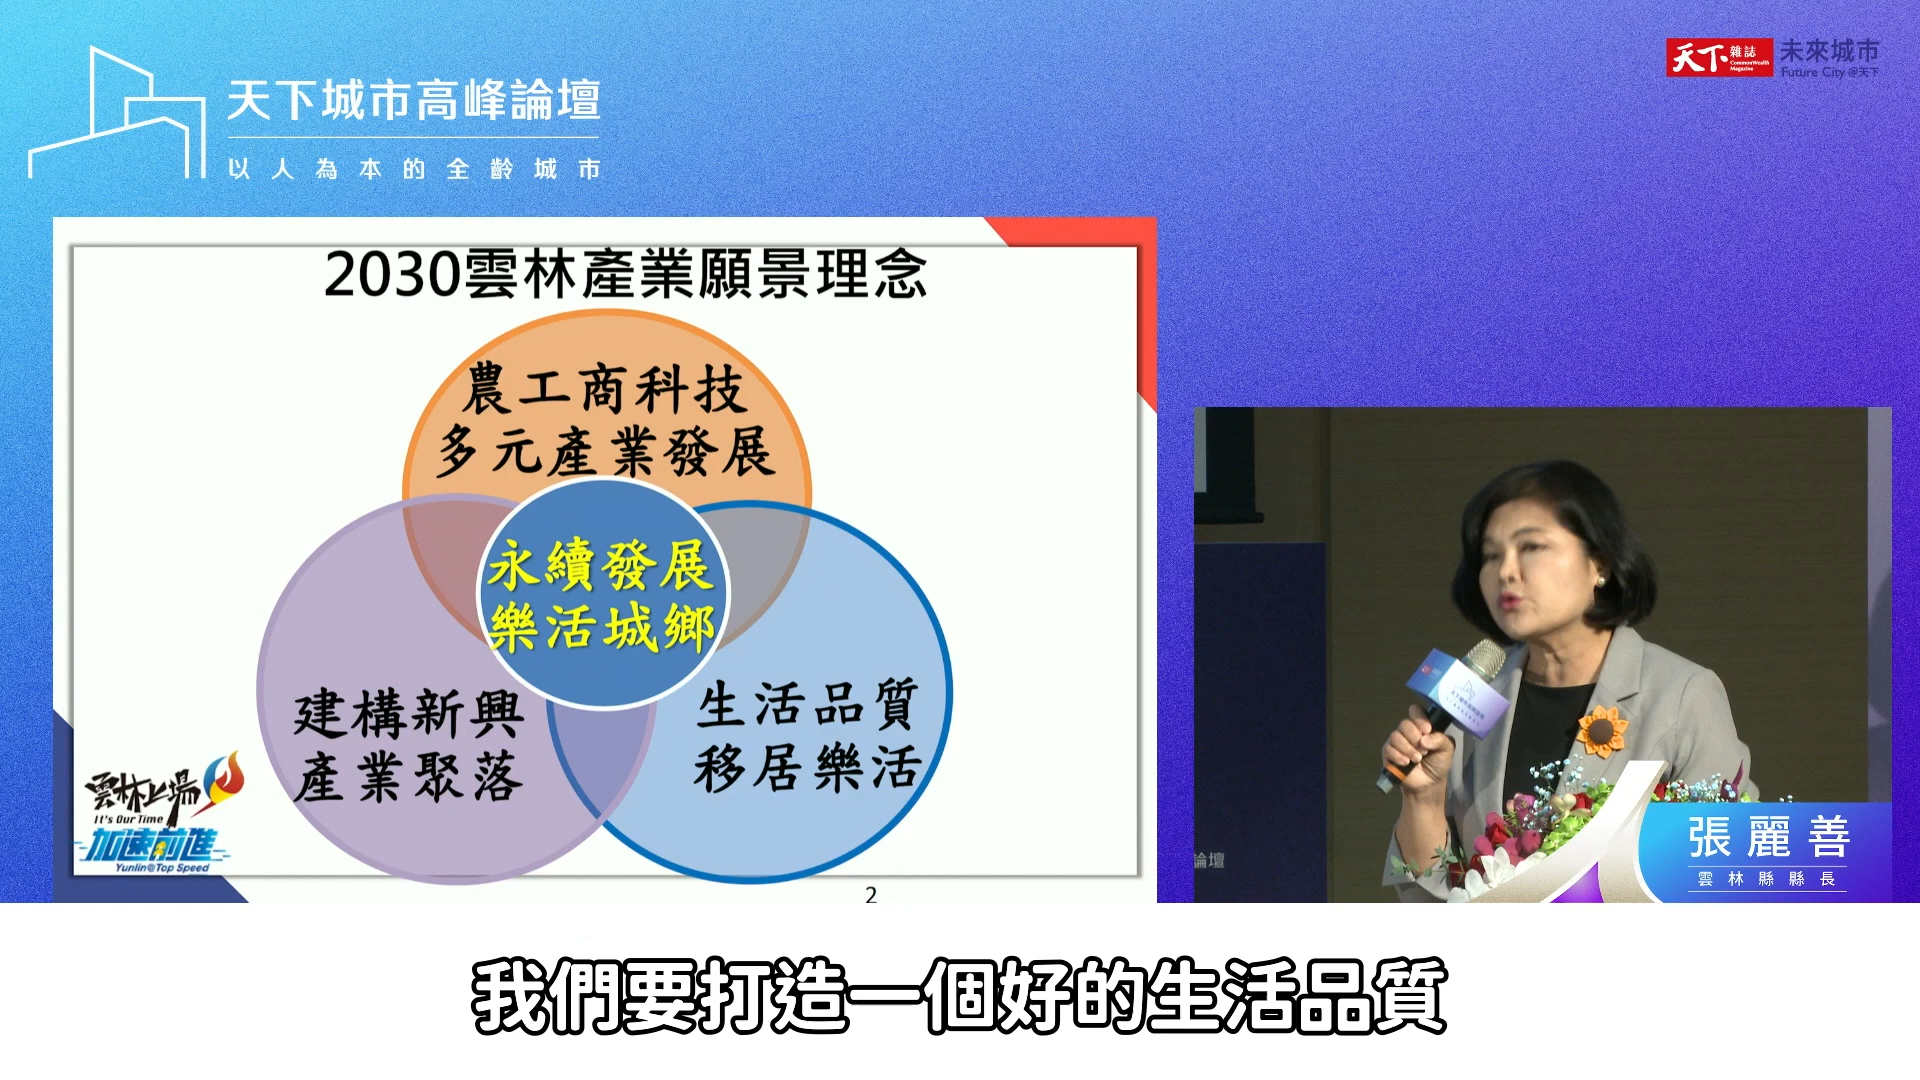 天下城市高峰論壇
以人為本的全齡城市
天下雜誌
CommonWealth
Magazine
未來城市
Future City@天下
2030雲林產業願景理念
農工商科技
多元產業發展
永續發展
樂活城鄉
建構新興
產業聚落
生活品質
移居樂活
雲林上場
It's Our Time
加速前進
Yunlin@Top Speed
2
論壇
張麗善
雲林縣縣長
我們要打造一個好的生活品質